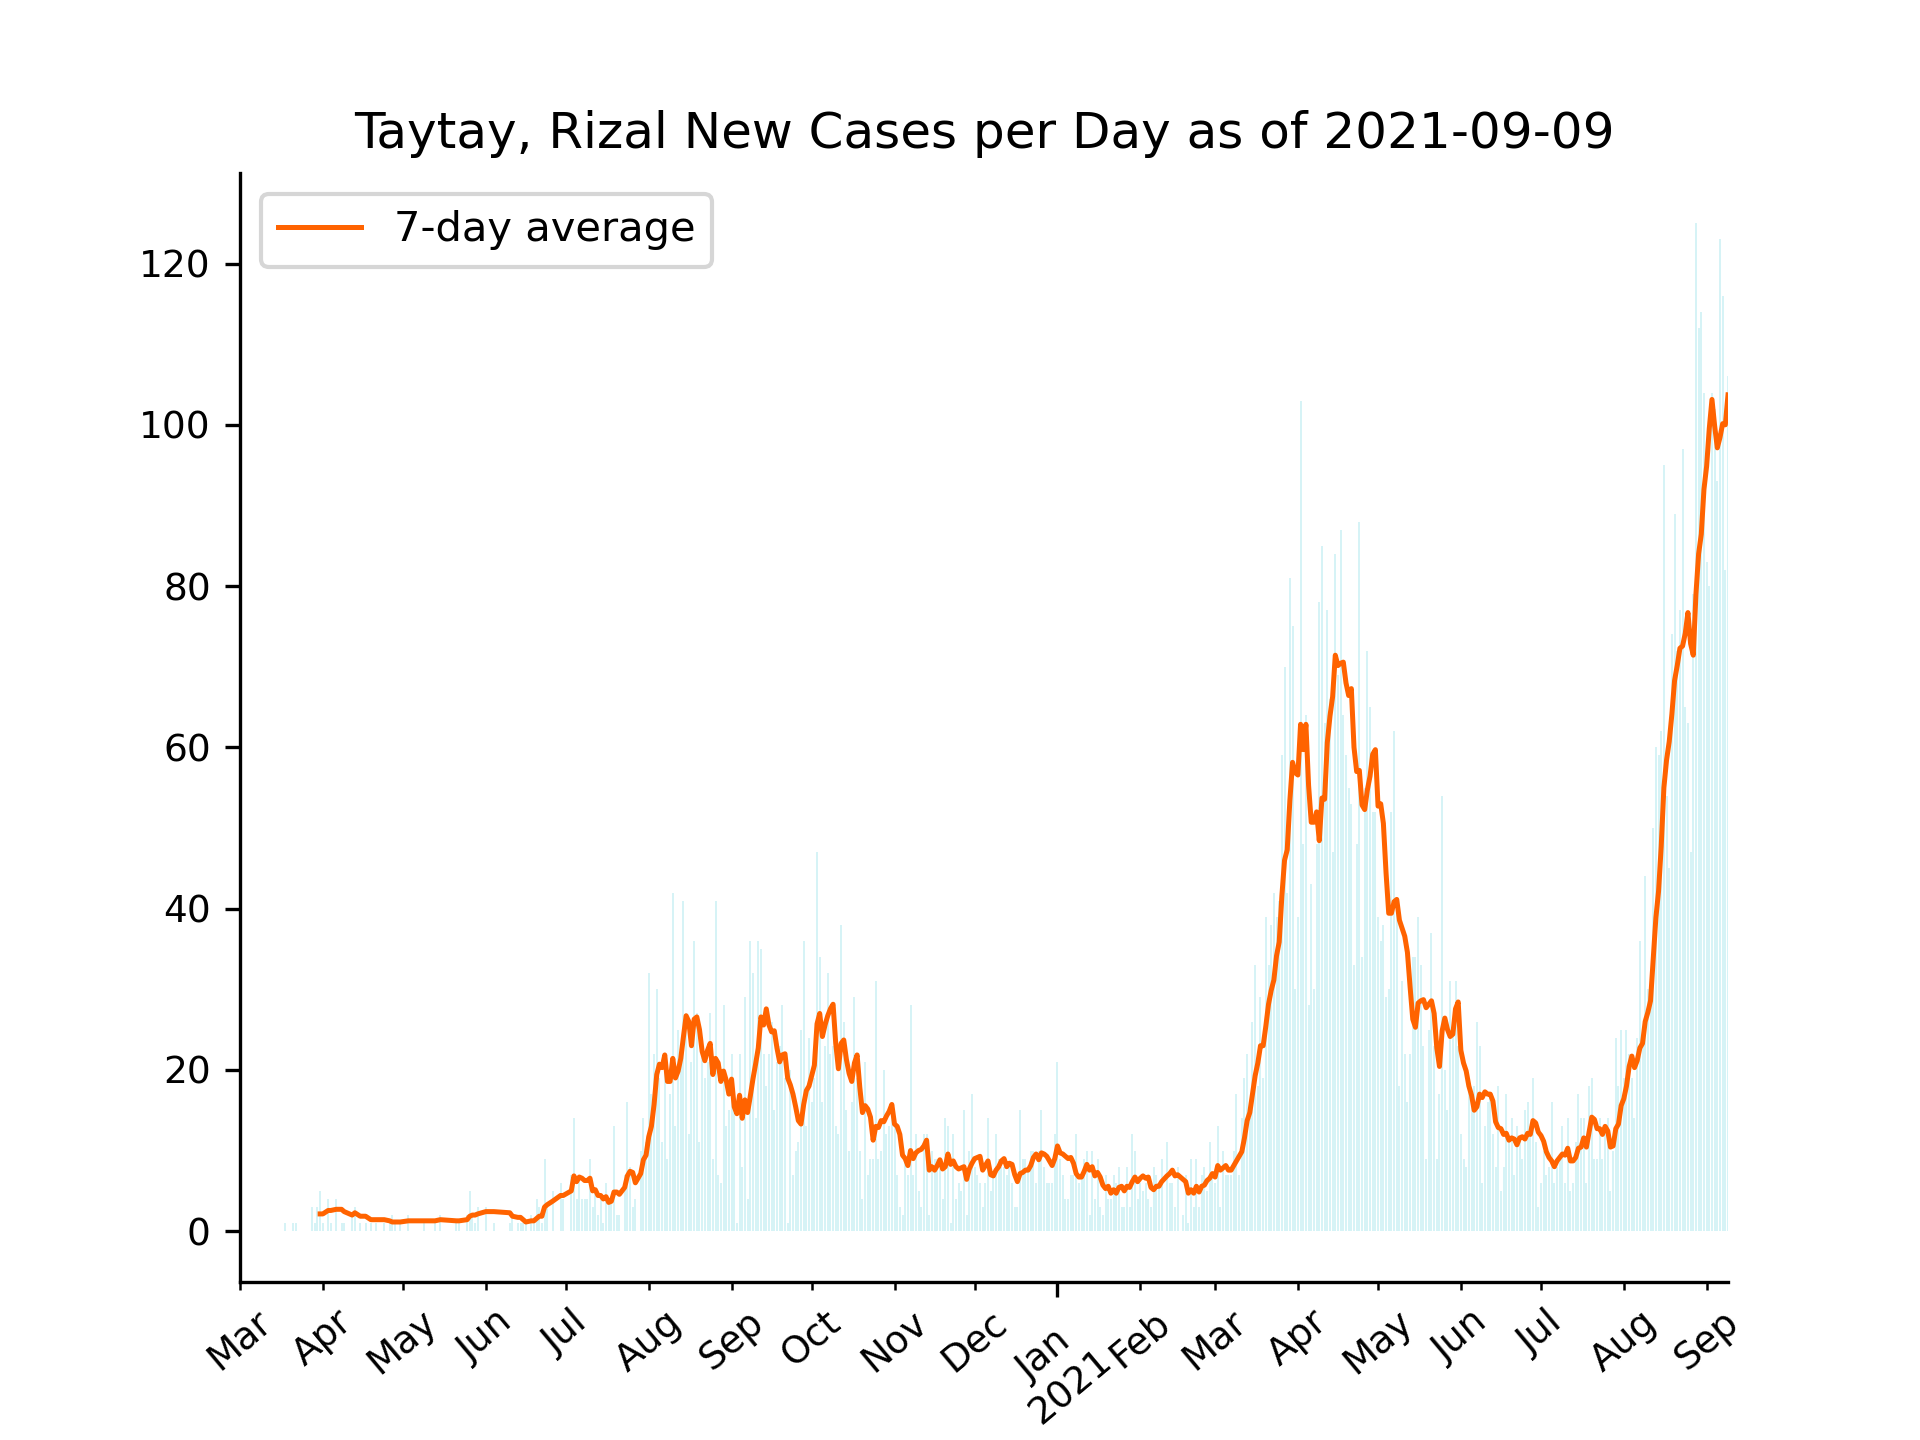 Taytay, Rizal New Cases per Day as of 2021-09-09
7-day average
120
100
80
60
40
20
0
Mar Apr May Jun Jul Aug Sep Oct Nov Dec Jan Feb Mar Apr May Jun Jul Aug Sep
2021